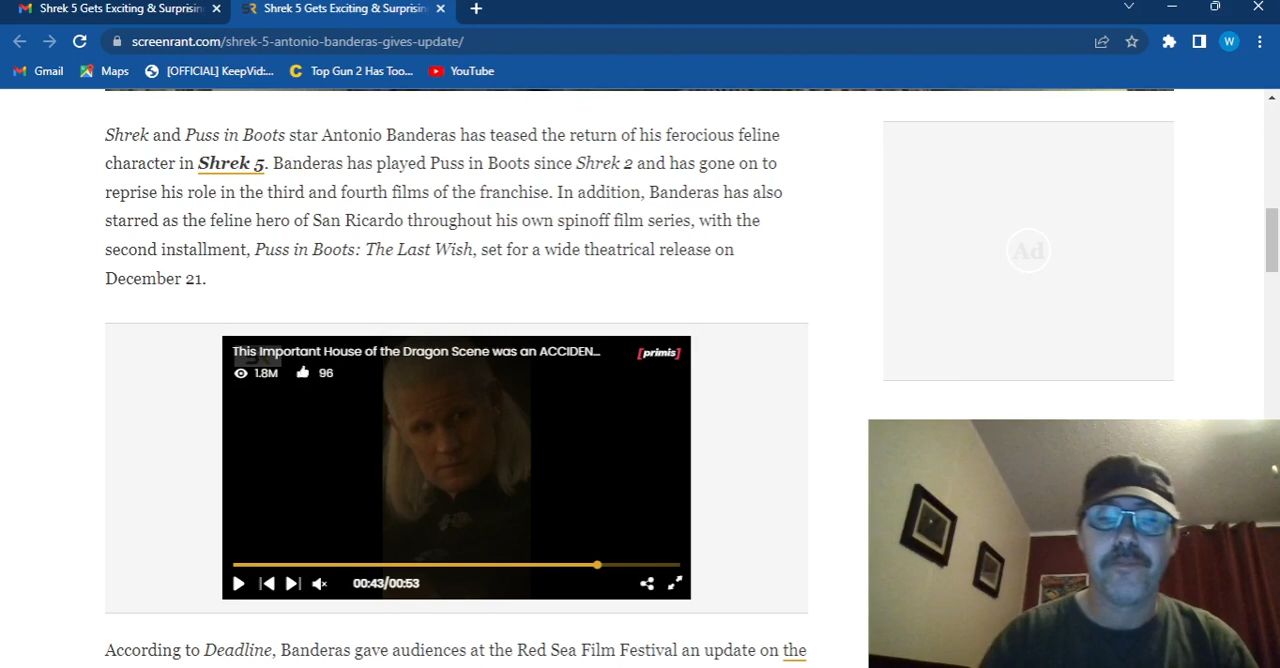 Shrek 5 Gets Exciting & Surprisin
Shrek 5 Gets Exciting & Surprisin
screenrant.com/shrek-5-antonio-banderas-gives-update/
W
Gmail
Maps
[OFFICIAL] KeepVid:...
Top Gun 2 Has Too...
YouTube
Shrek and Puss in Boots star Antonio Banderas has teased the return of his ferocious feline
character in Shrek 5. Banderas has played Puss in Boots since Shrek 2 and has gone on to
reprise his role in the third and fourth films of the franchise. In addition, Banderas has also
starred as the feline hero of San Ricardo throughout his own spinoff film series, with the
second installment, Puss in Boots: The Last Wish, set for a wide theatrical release on
December 21.
Ad
This Important House of the Dragon Scene was an ACCIDEN...
[primis]
1.8M 96
00:43/00:53
According to Deadline, Banderas gave audiences at the Red Sea Film Festival an update on the